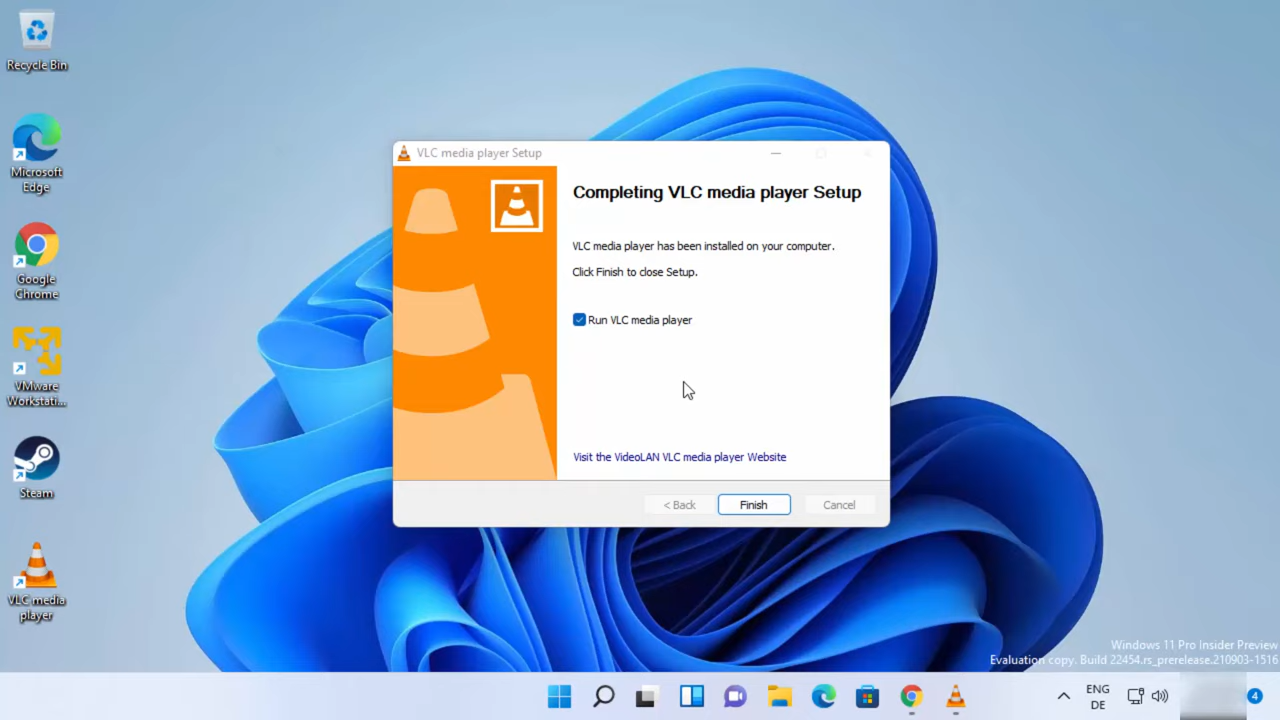 Recycle Bin
Microsoft
Edge
Google
Chrome
VMware
Workstati...
Steam
VLC media
player
VLC media player Setup
Completing VLC media player Setup
VLC media player has been installed on your computer.
Click Finish to close Setup.
Run VLC media player
Visit the VideoLAN VLC media player Website
< Back
Finish
Cancel
Windows 11 Pro Insider Preview
Evaluation copy. Build 22454.rs_prerelease.210903-1516
ENG
DE
4